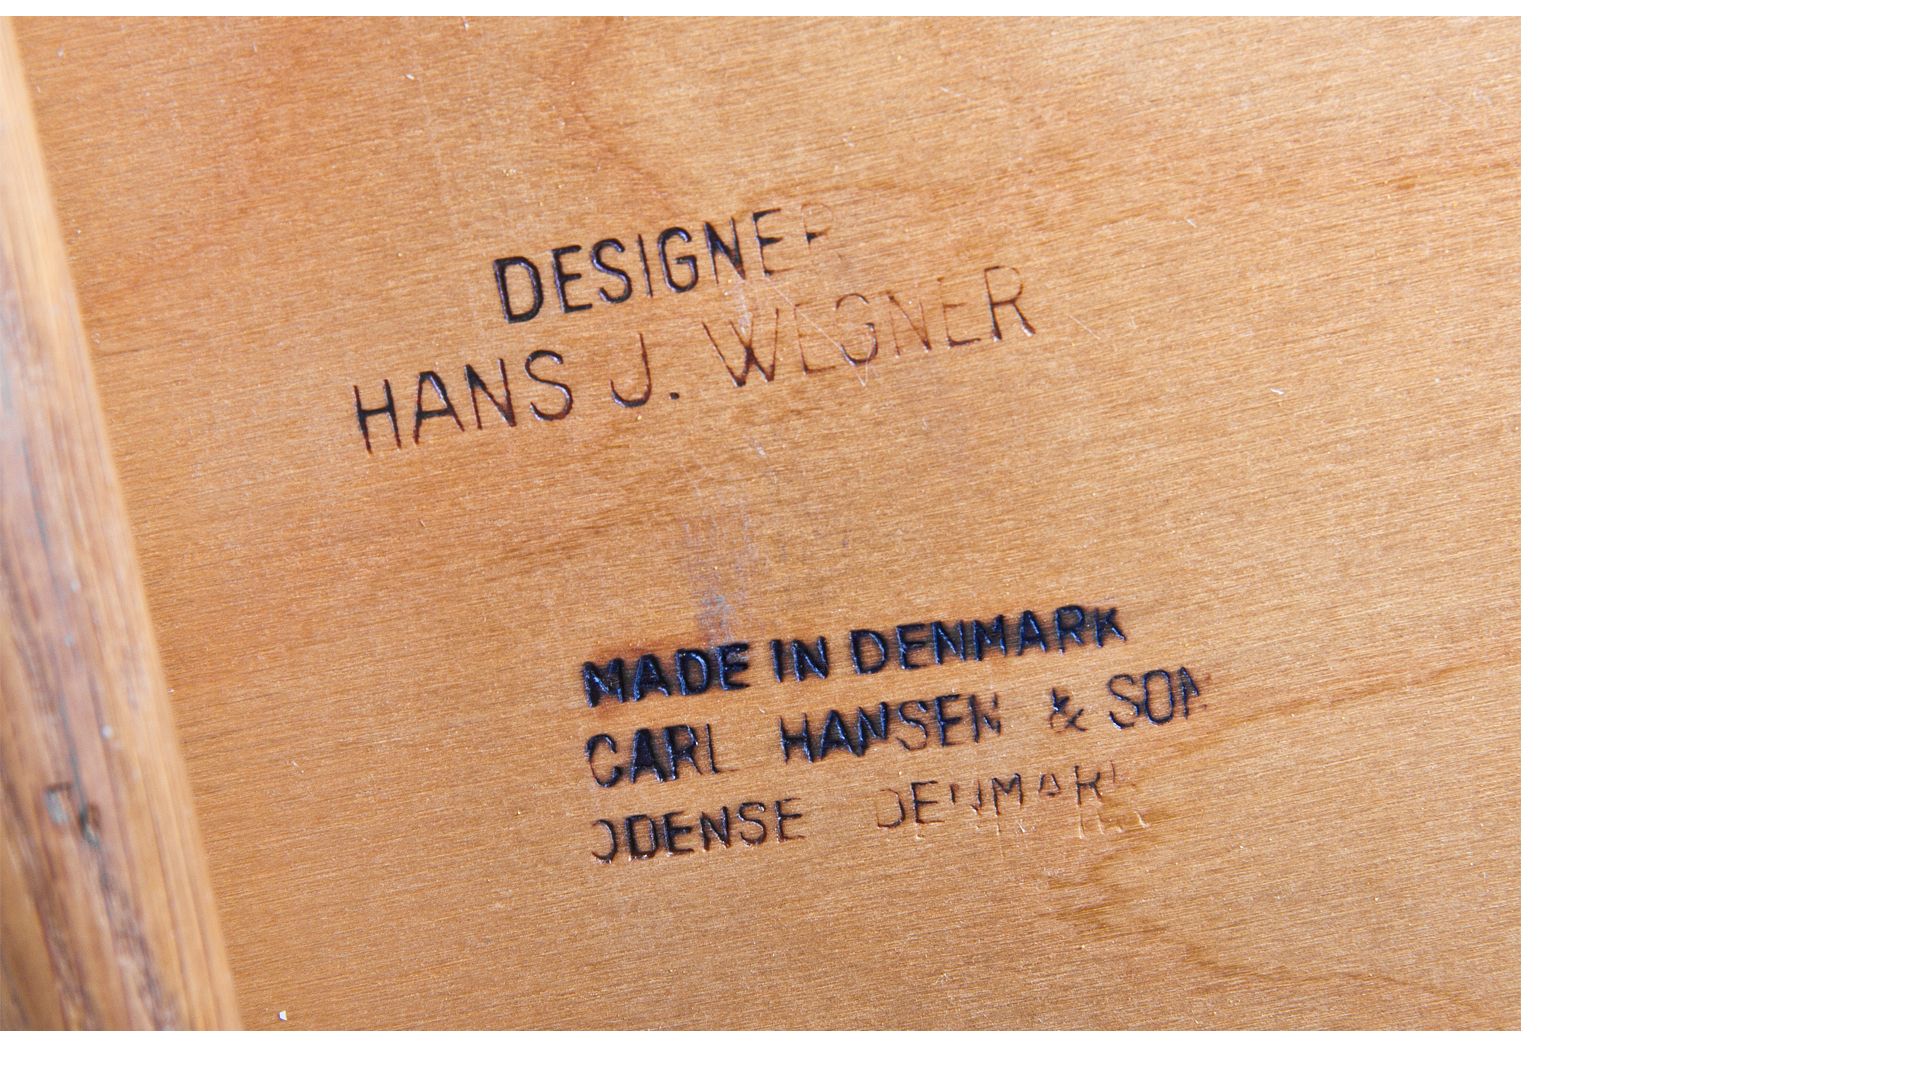 DESIGNER
HANS J. WEGNER
MADE IN DENMARK
CARL HANSEN & SON
ODENSE DENMARK